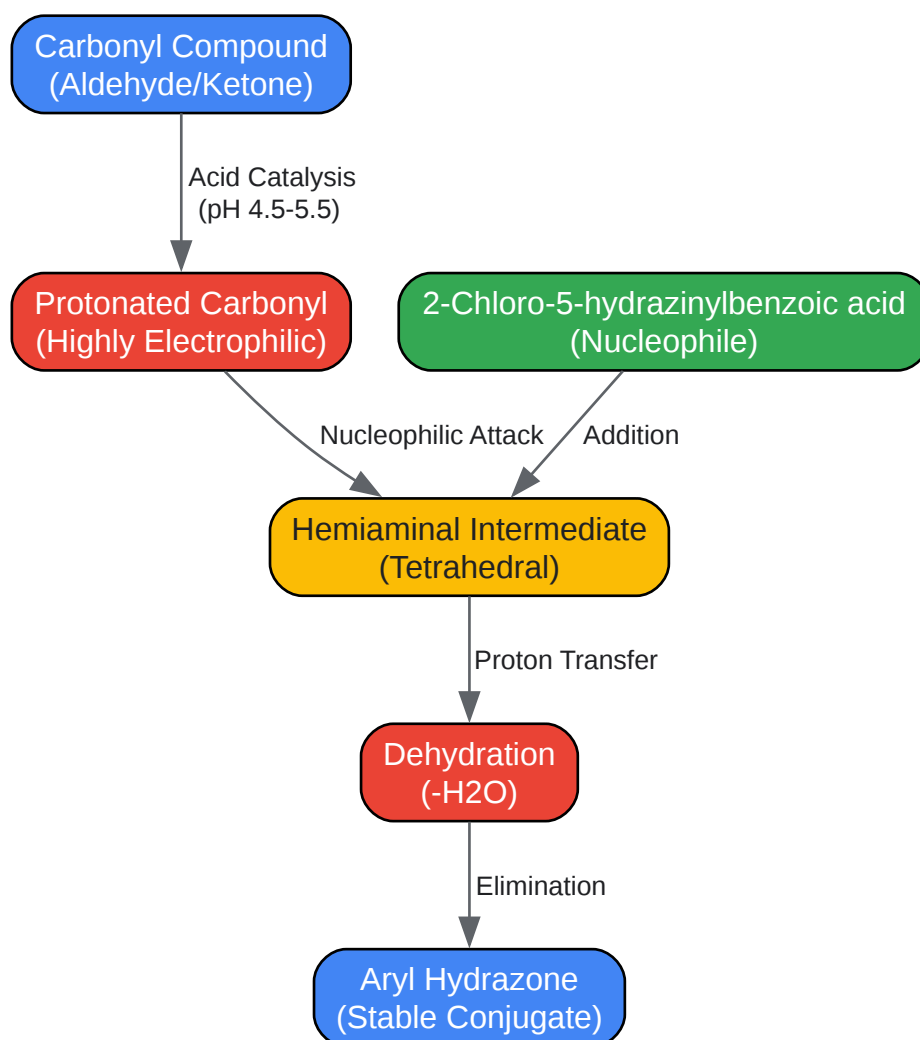 Carbonyl Compound
(Aldehyde/Ketone)
Acid Catalysis
(pH 4.5-5.5)
Protonated Carbonyl
(Highly Electrophilic)
2-Chloro-5-hydrazinylbenzoic acid
(Nucleophile)
Nucleophilic Attack
Addition
Hemiaminal Intermediate
(Tetrahedral)
Proton Transfer
Dehydration
(-H2O)
Elimination
Aryl Hydrazone
(Stable Conjugate)